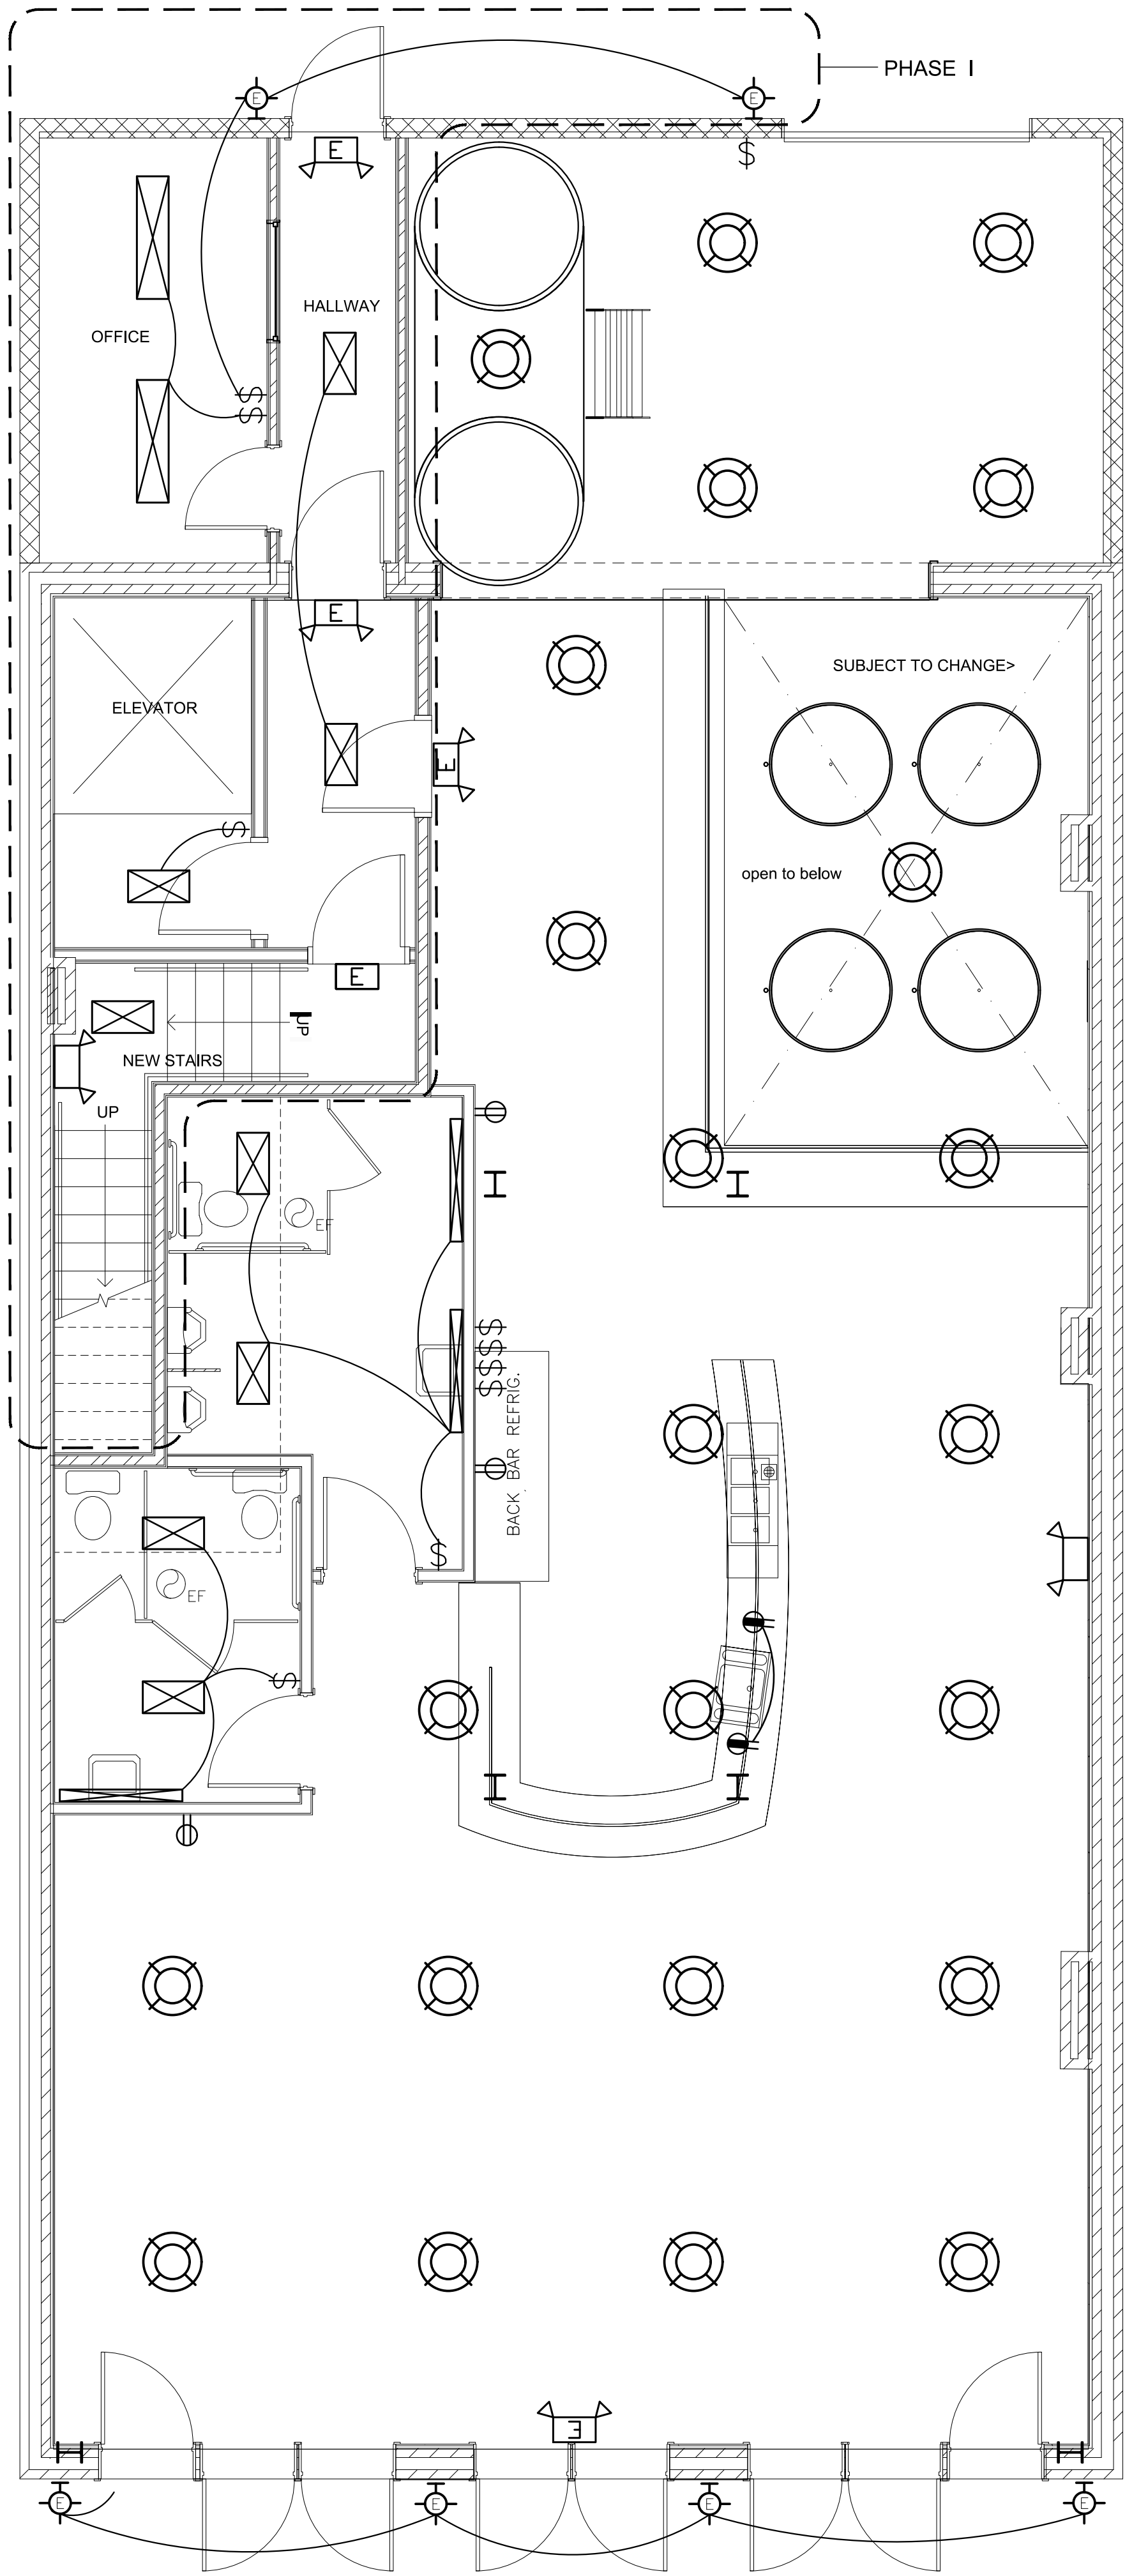 PHASE I
E
E
E
$
HALLWAY
OFFICE
$
$
E
SUBJECT TO CHANGE>
ELEVATOR
E
$
open to below
E
UP
NEW STAIRS
UP
EF
$$$$
BACK BAR REFRIG.
$
EF
$
E
E
E
E
E